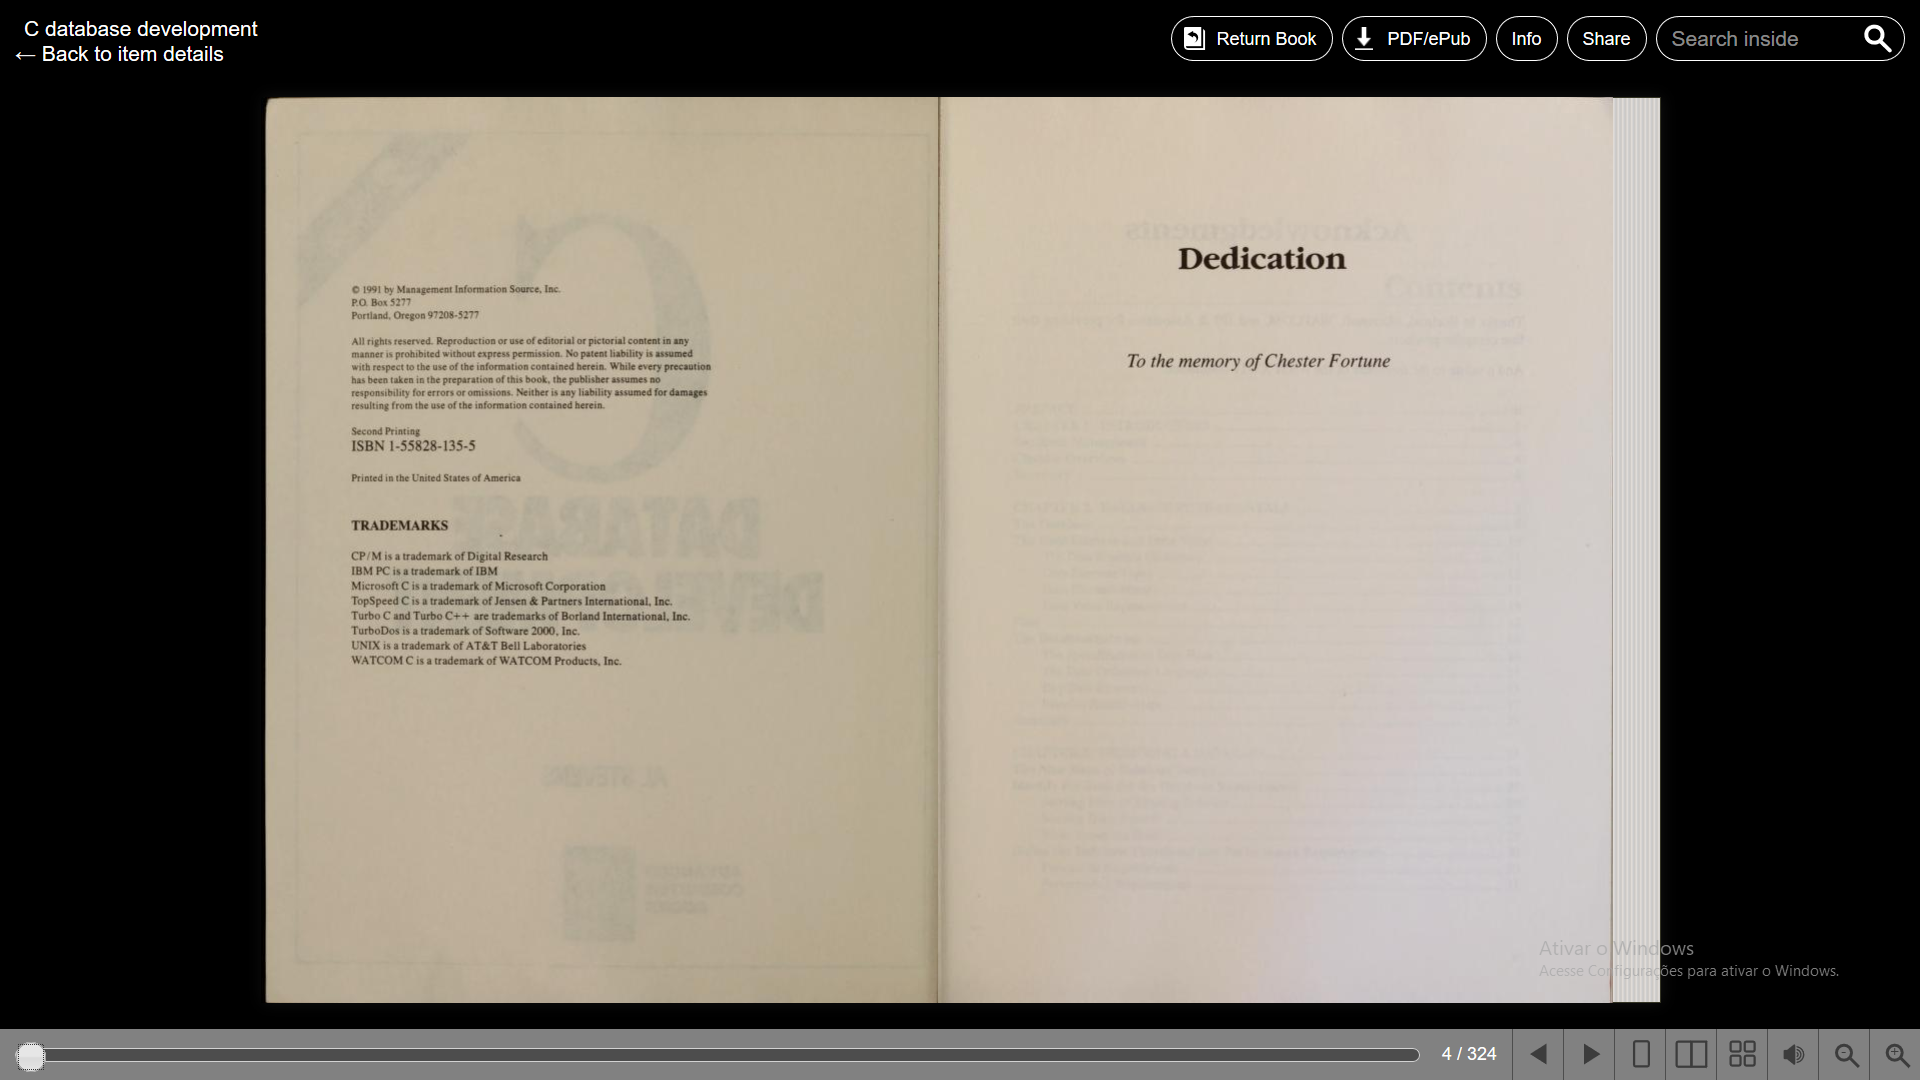 C database development
← Back to item details
Return Book
PDF/ePub
Info
Share
Search inside
© 1991 by Management Information Source, Inc.
P.O. Box 5277
Portland, Oregon 97208-5277
All rights reserved. Reproduction or use of editorial or pictorial content in any
manner is prohibited without express permission. No patent liability is assumed
with respect to the use of the information contained herein. While every precaution
has been taken in the preparation of this book, the publisher assumes no
responsibility for errors or omissions. Neither is any liability assumed for damages
resulting from the use of the information contained herein.
Second Printing
ISBN 1-55828-135-5
Printed in the United States of America
TRADEMARKS
CP/M is a trademark of Digital Research
IBM PC is a trademark of IBM
Microsoft C is a trademark of Microsoft Corporation
TopSpeed C is a trademark of Jensen & Partners International, Inc.
Turbo C and Turbo C++ are trademarks of Borland International, Inc.
TurboDos is a trademark of Software 2000, Inc.
UNIX is a trademark of AT&T Bell Laboratories
WATCOM C is a trademark of WATCOM Products, Inc.
Dedication
To the memory of Chester Fortune
Ativar o Windows
Acesse Configurações para ativar o Windows.
4 / 324